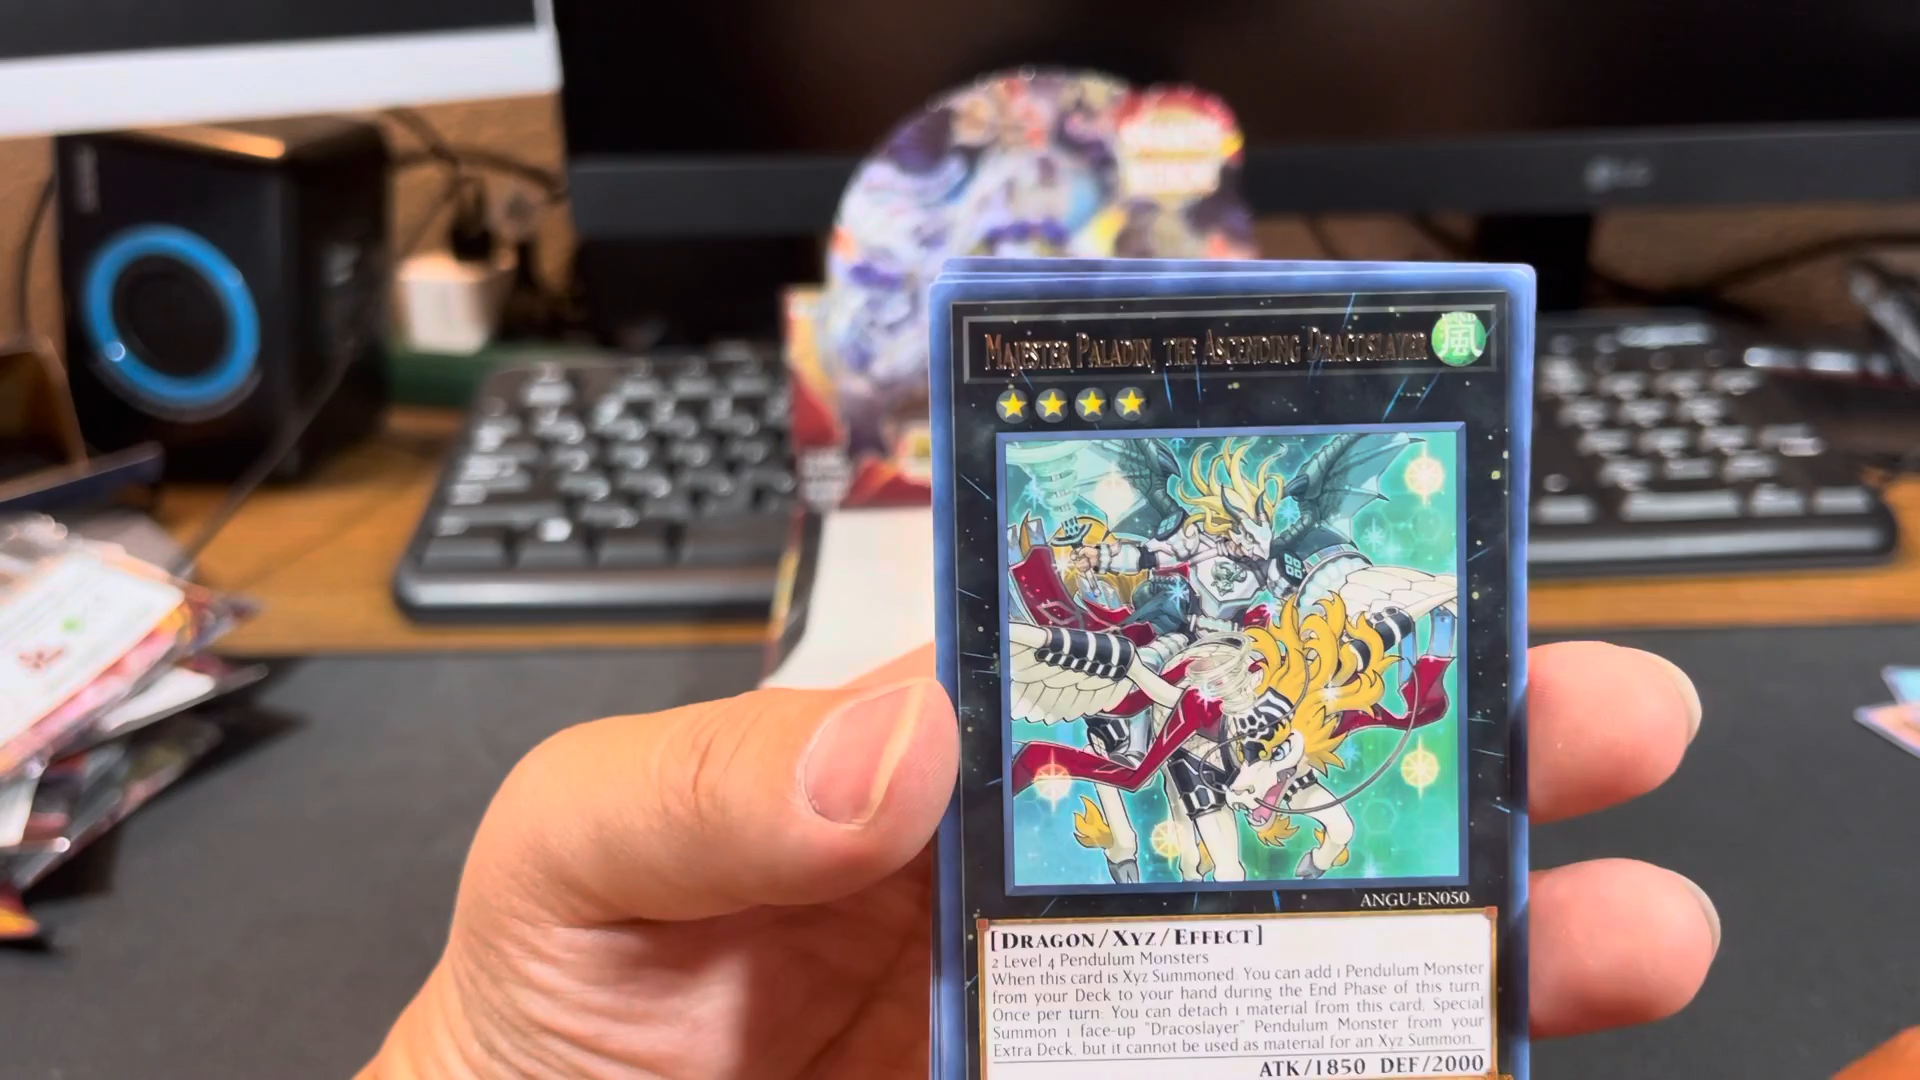 LG
MAJESTER PALADIN, THE ASCENDING DRACOSLAYER
WIND
風
ANGU-EN050
[DRAGON/XYZ/EFFECT]
2 Level 4 Pendulum Monsters
When this card is Xyz Summoned: You can add 1 Pendulum Monster
from your Deck to your hand during the End Phase of this turn.
Once per turn: You can detach 1 material from this card; Special
Summon 1 face-up "Dracoslayer" Pendulum Monster from your
Extra Deck, but it cannot be used as material for an Xyz Summon.
ATK/1850 DEF/2000